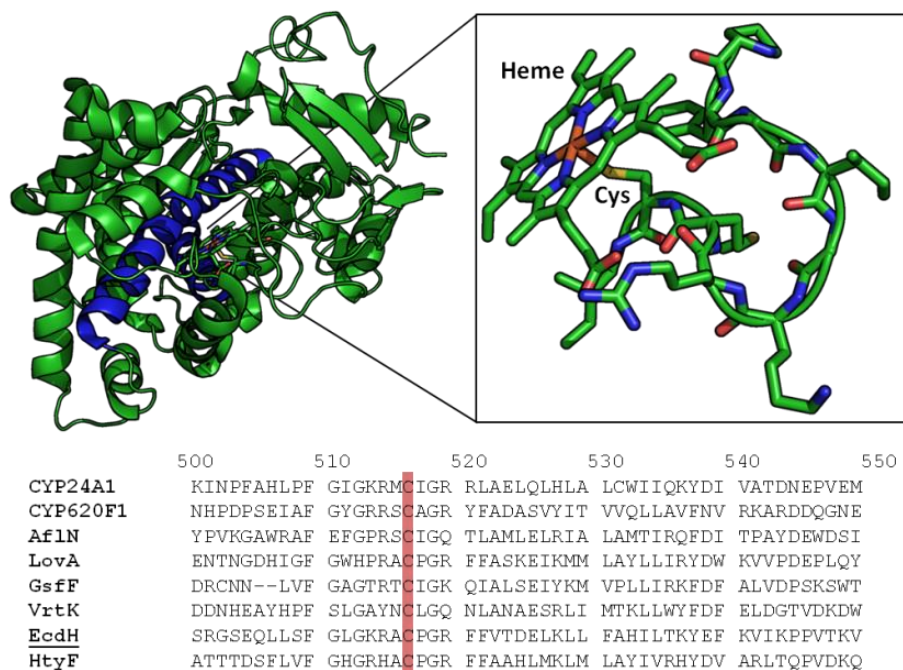 Heme
Cys
500 510 520 530 540 550
CYP24A1 KINPFAHLPF GIGKRMCIGR RLAELQLHLA LCWIIQKYDI VATDNEPVEM
CYP620F1 NHPDPSEIAF GYGRRSCAGR YFADASVYIT VVQLLAVFNV RKARDDQGNE
AflN YPVKGAWRAF EFGPRSCIGQ TLAMLELRIA LAMTIRQFDI TPAYDEWDSI
LovA ENTNGDHIGF GWHPRACPGR FFASKEIKMM LAYLLIRYDW KVVPDEPLQY
GsfF DRCNN--LVF GAGTRTCIGK QIALSEIYKM VPLLIRKFDF ALVDPSKSWT
VrtK DDNHEAYHPF SLGAYNCLGQ NLANAESRLI MTKLLWYFDF ELDGTVDKDW
EcdH SRGSEQLLSF GLGKRACPGR FFVTDELKLL FAHILTKYEF KVIKPPVTKV
HtyF ATTTDSFLVF GHGRHACPGR FFAAHLMKLM LAYIVRHYDV ARLTQPVDKQ